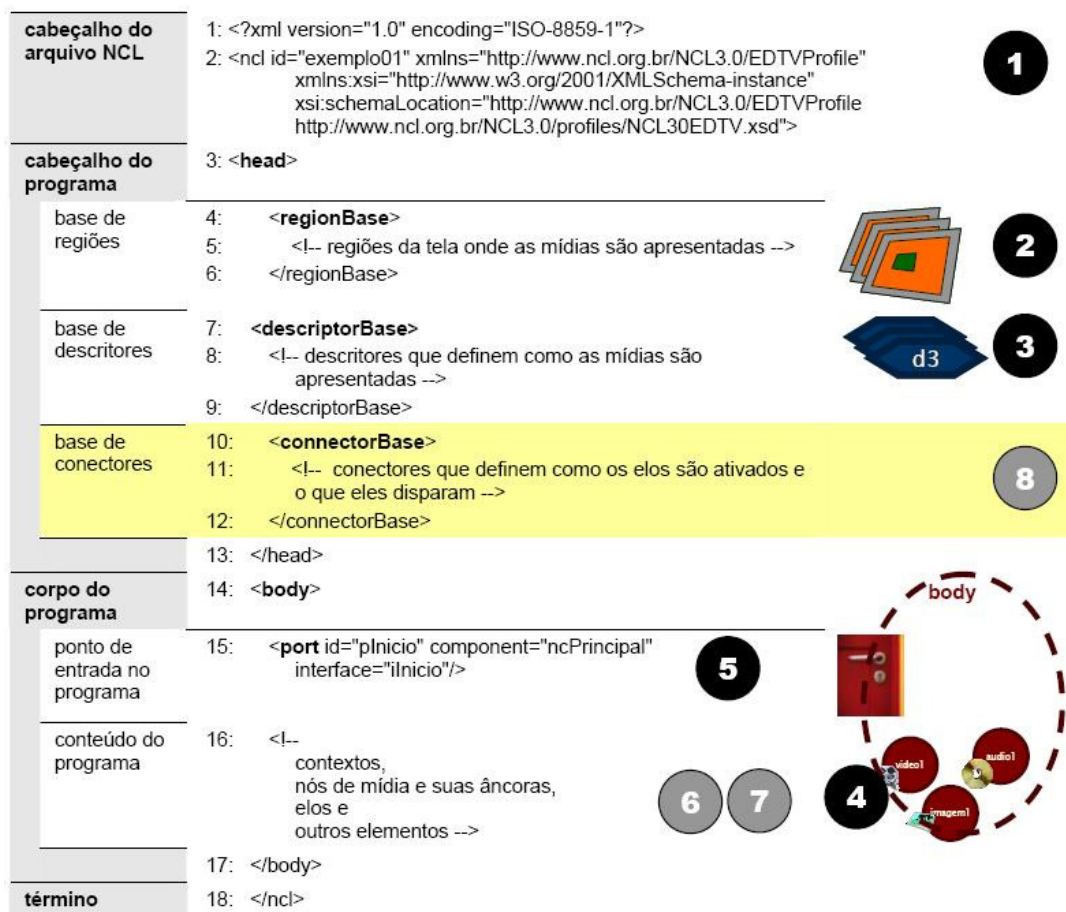 cabeçalho do
arquivo NCL
1: <?xml version="1.0" encoding="ISO-8859-1"?>
2: <ncl id="exemplo01" xmlns="http://www.ncl.org.br/NCL3.0/EDTVProfile"
xmlns:xsi="http://www.w3.org/2001/XMLSchema-instance"
xsi:schemaLocation="http://www.ncl.org.br/NCL3.0/EDTVProfile
http://www.ncl.org.br/NCL3.0/profiles/NCL30EDTV.xsd">
1
cabeçalho do
programa
3: <head>
base de
regiões
4: <regionBase>
5: <!-- regiões da tela onde as mídias são apresentadas -->
6: </regionBase>
2
base de
descritores
7: <descriptorBase>
8: <!-- descritores que definem como as mídias são
apresentadas -->
9: </descriptorBase>
d3
3
base de
conectores
10: <connectorBase>
11: <!-- conectores que definem como os elos são ativados e
o que eles disparam -->
12: </connectorBase>
8
13: </head>
corpo do
programa
14: <body>
body
ponto de
entrada no
programa
15: <port id="pInicio" component="ncPrincipal"
interface="iInicio"/>
5
conteúdo do
programa
16: <!--
contextos,
nós de mídia e suas âncoras,
elos e
outros elementos -->
6
7
4
video1
audio1
imagem1
17: </body>
término
18: </ncl>